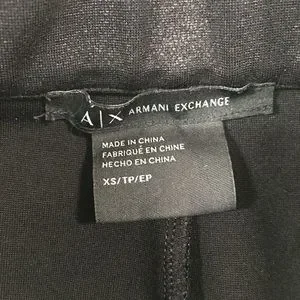 A|X ARMANI EXCHANGE
MADE IN CHINA
FABRIQUÉ EN CHINE
HECHO EN CHINA
XS/TP/EP